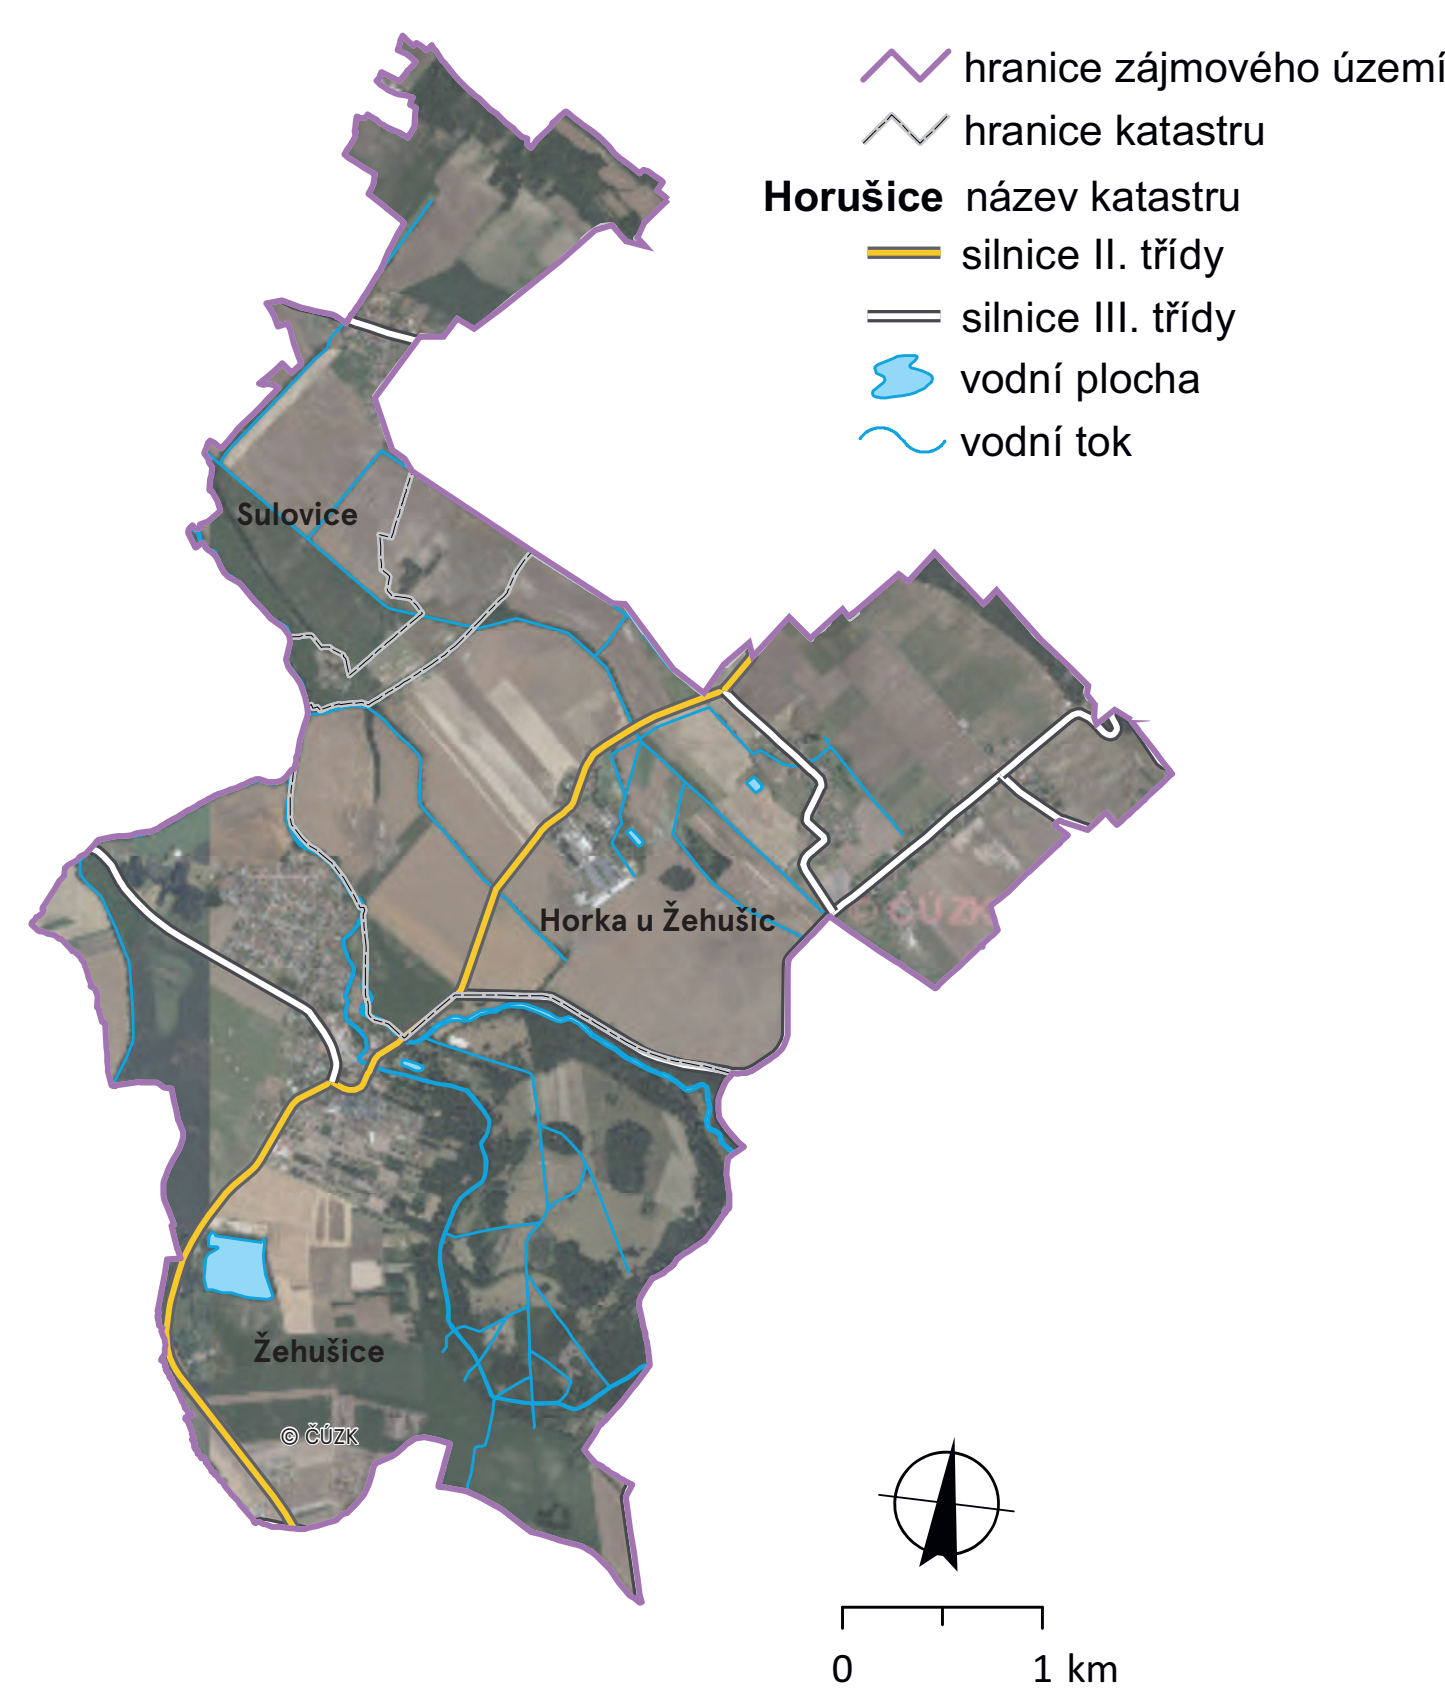 hranice zájmového území
hranice katastru
Horušice název katastru
silnice II. třídy
silnice III. třídy
vodní plocha
vodní tok
Sulovice
Horka u Žehušic
© ČÚZK
Žehušice
© ČÚZK
0 1 km